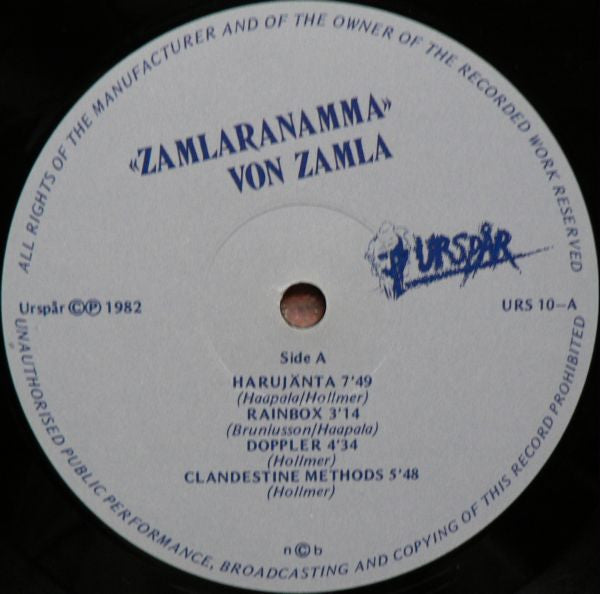 ALL RIGHTS OF THE MANUFACTURER AND OF THE OWNER OF THE RECORDED WORK RESERVED
«ZAMLARANAMMA»
VON ZAMLA
URSPÅR
Urspår ©℗ 1982
URS 10–A
Side A
HARUJÄNTA 7'49
(Haapala/Hollmer)
RAINBOX 3'14
(Bruniusson/Haapala)
DOPPLER 4'34
(Hollmer)
CLANDESTINE METHODS 5'48
(Hollmer)
n©b
UNAUTHORISED PUBLIC PERFORMANCE, BROADCASTING AND COPYING OF THIS RECORD PROHIBITED